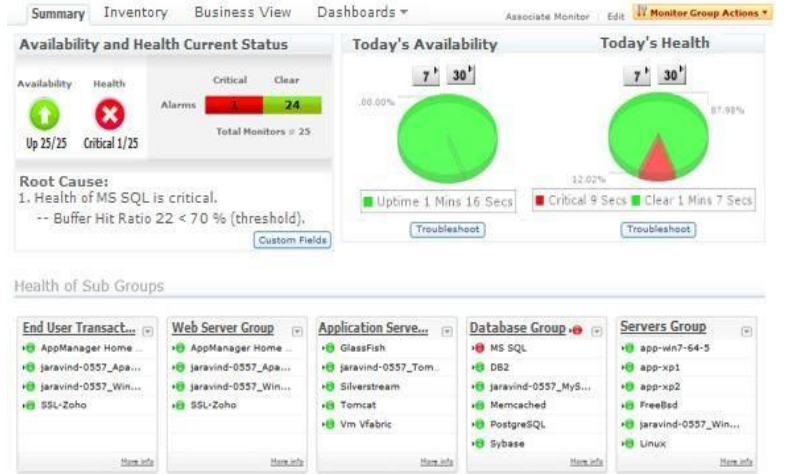 Summary Inventory Business View Dashboards
Associate Monitor Edit Monitor Group Actions
Availability and Health Current Status
Availability Health
Critical Clear
Alarms 1 24
Total Monitors = 25
Up 25/25 Critical 1/25
Root Cause:
1. Health of MS SQL is critical.
-- Buffer Hit Ratio 22 < 70 % (threshold).
Custom Fields
Today's Availability
7 30
.00.00%
Uptime 1 Mins 16 Secs
Troubleshoot
Today's Health
7 30
87.98%
12.02%
Critical 9 Secs Clear 1 Mins 7 Secs
Troubleshoot
Health of Sub Groups
End User Transact...
AppManager Home ..
jaravind-0557_Apa...
jaravind-0557_Win...
SSL-Zoho
More info
Web Server Group
AppManager Home ..
jaravind-0557_Apa...
jaravind-0557_Win...
SSL-Zoho
More info
Application Serve...
GlassFish
jaravind-0557_Tom..
Silverstream
Tomcat
Vm Vfabric
More info
Database Group
MS SQL
DB2
jaravind-0557_MyS...
Memcached
PostgreSQL
Sybase
More info
Servers Group
app-win7-64-5
app-xp1
app-xp2
FreeBsd
jaravind-0557_Win...
Linux
More info